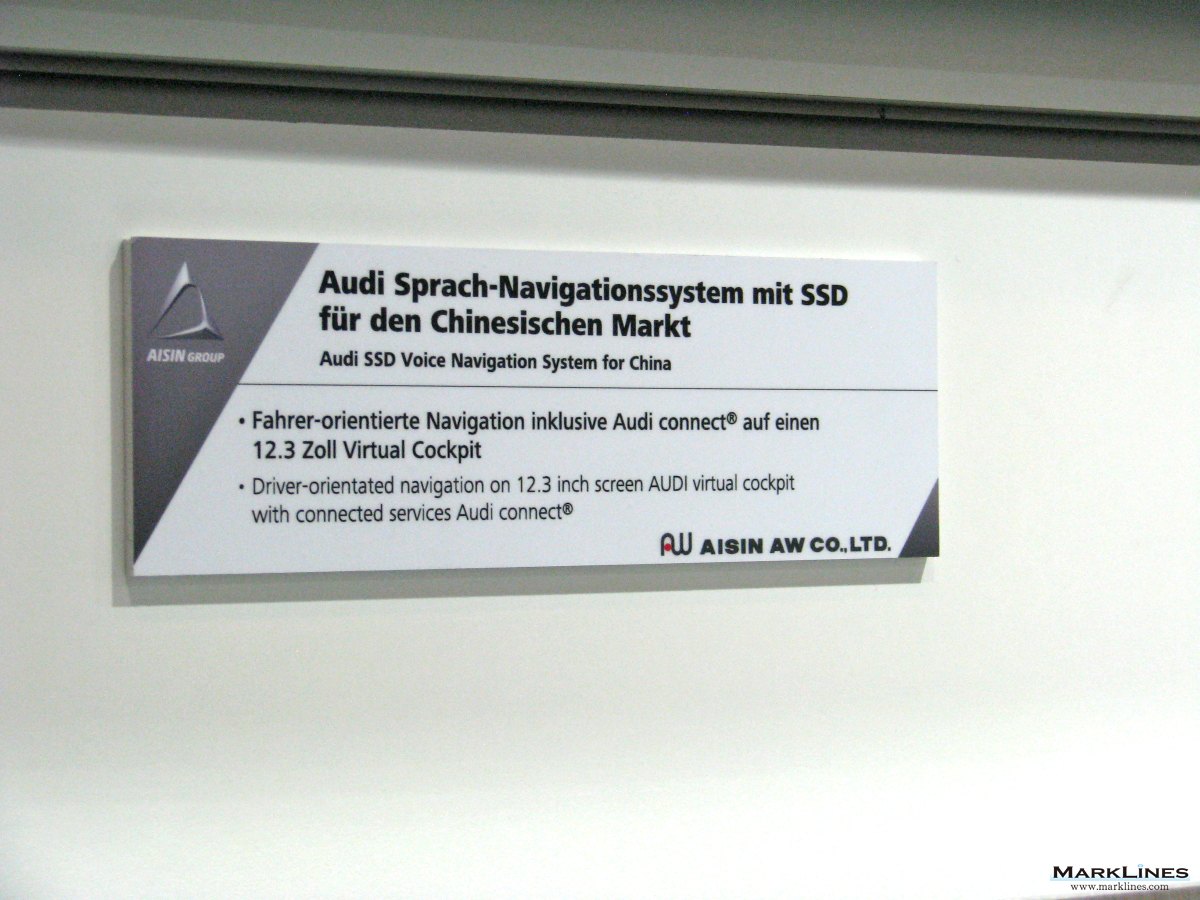 Audi Sprach-Navigationssystem mit SSD
für den Chinesischen Markt
Audi SSD Voice Navigation System for China
AISIN GROUP
• Fahrer-orientierte Navigation inklusive Audi connect® auf einen
12.3 Zoll Virtual Cockpit
• Driver-orientated navigation on 12.3 inch screen AUDI virtual cockpit
with connected services Audi connect®
AW AISIN AW CO.,LTD.
MARKLINES
www.marklines.com